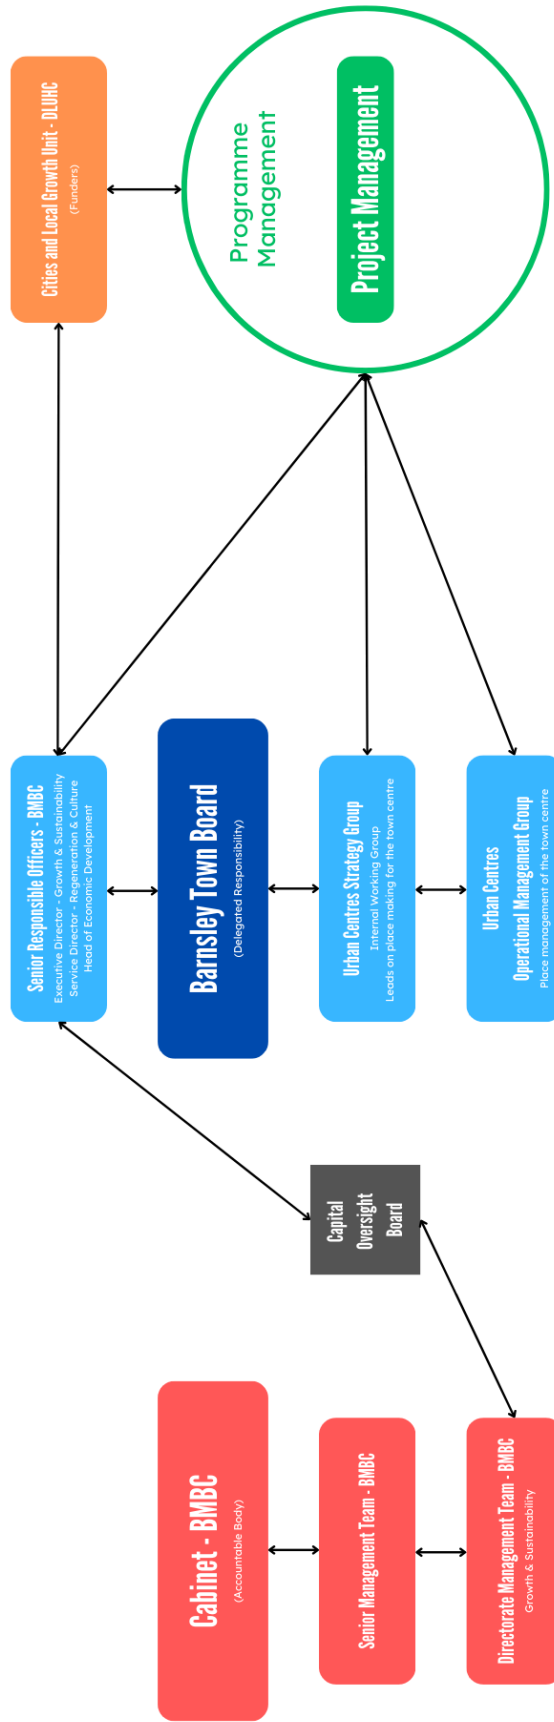 Cabinet - BMBC
(Accountable Body)
Senior Management Team - BMBC
Directorate Management Team - BMBC
Growth & Sustainability
Capital
Oversight
Board
Senior Responsible Officers - BMBC
Executive Director - Growth & Sustainability
Service Director - Regeneration & Culture
Head of Economic Development
Barnsley Town Board
(Delegated Responsibility)
Urban Centres Strategy Group
Internal Working Group
Leads on place making for the town centre
Urban Centres
Operational Management Group
Place management of the town centre
Cities and Local Growth Unit - DLUHC
(Funders)
Programme
Management
Project Management